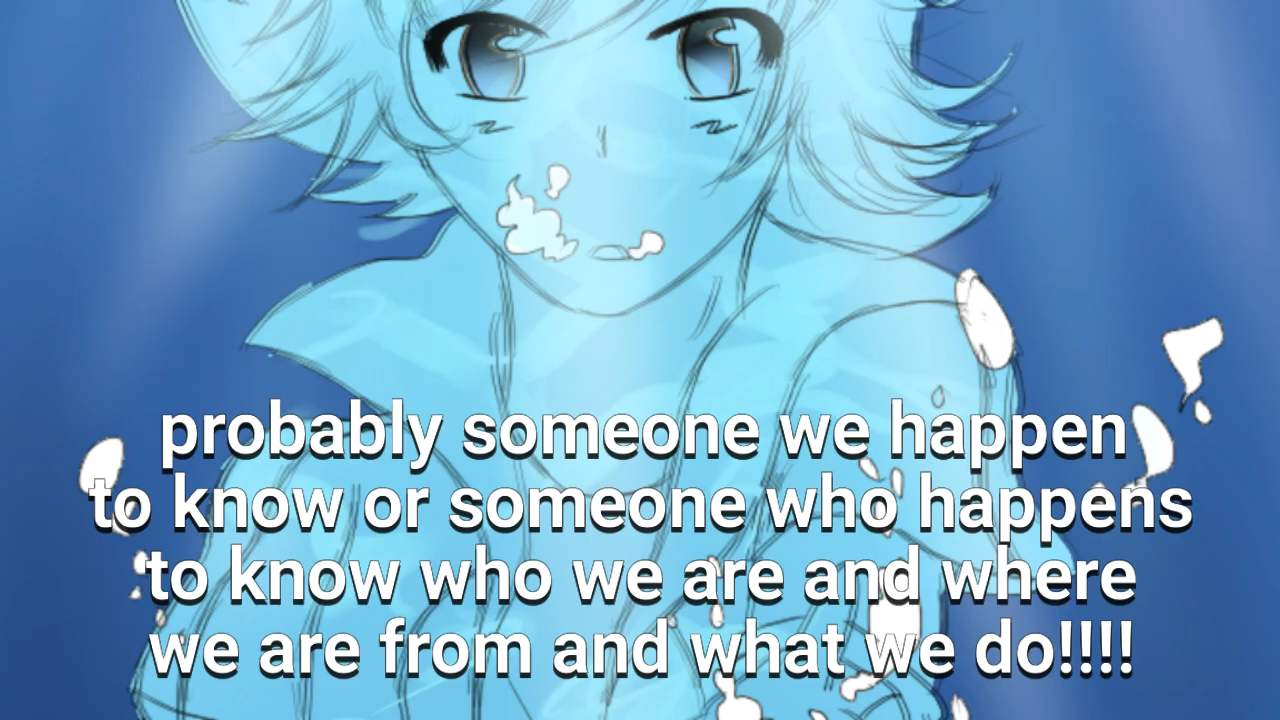 probably someone we happen
to know or someone who happens
to know who we are and where
we are from and what we do!!!!